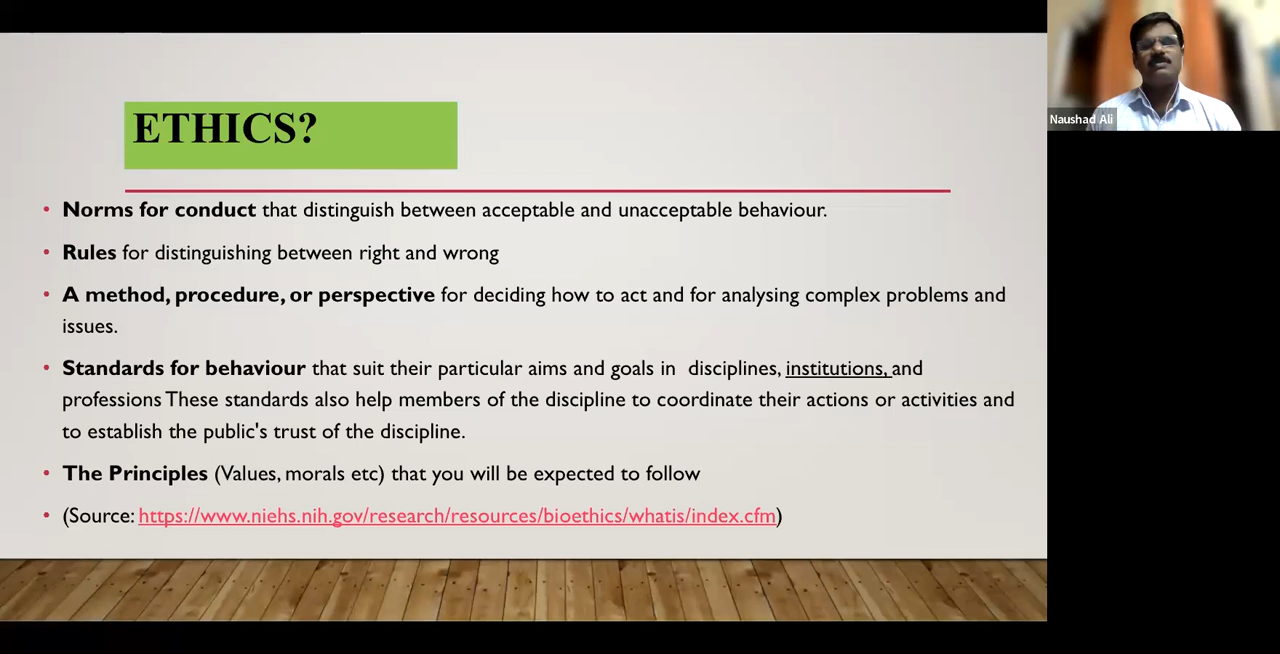 ETHICS?
• Norms for conduct that distinguish between acceptable and unacceptable behaviour.
• Rules for distinguishing between right and wrong
• A method, procedure, or perspective for deciding how to act and for analysing complex problems and
issues.
• Standards for behaviour that suit their particular aims and goals in disciplines, institutions, and
professions These standards also help members of the discipline to coordinate their actions or activities and
to establish the public's trust of the discipline.
• The Principles (Values, morals etc) that you will be expected to follow
• (Source: https://www.niehs.nih.gov/research/resources/bioethics/whatis/index.cfm)
Naushad Ali